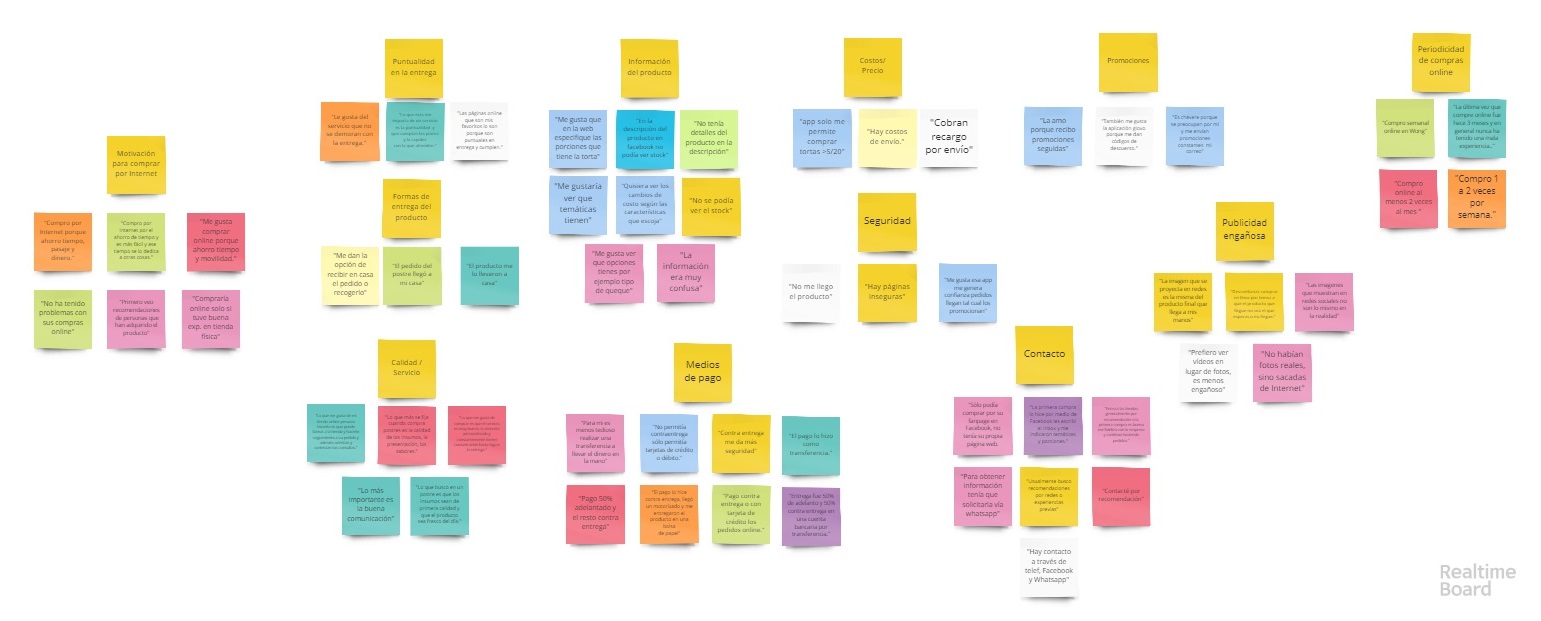 Motivación
para comprar
por Internet
"Compro por
Internet porque
ahorro tiempo,
pasaje y
dinero."
"Compro por
Internet por el
ahorro de tiempo y
es más fácil y ese
tiempo se lo dedica
a otras cosas."
"Me gusta
comprar
online porque
ahorro tiempo
y movilidad."
"No ha tenido
problemas con
sus compras
online"
"Primero veo
recomendaciones
de personas que
han adquirido el
producto"
"Compraría
online solo si
tuve buena
exp. en tienda
física"
Puntualidad
en la entrega
"Le gusta del
servicio que no
se demoran con
la entrega."
"Las páginas online
que son mis
favoritos lo son
porque son
puntuales en
entrega y cumplen."
Formas de
entrega del
producto
"Me dan la
opción de
recibir en casa
el pedido o
recogerlo"
"El pedido del
postre llegó a
mi casa"
"El producto me
lo llevaron a
casa"
Calidad /
Servicio
"Lo que más se fija
cuando compra
postres es la calidad
de los insumos, la
presentación, los
sabores."
"Lo más
importante es
la buena
comunicación"
"Lo que busco en un
postre es que los
insumos sean de
primera calidad y
que el producto
sea fresco del día"
Información
del producto
"Me gusta que
en la web
especifique las
porciones que
tiene la torta"
"En la
descripción del
producto en
facebook no
podía ver stock"
"No tenía
detalles del
producto en la
descripción"
"Me gustaría
ver que
temáticas
tienen"
"Quisiera ver los
cambios de
costo según las
características
que escoja"
"No se podía
ver el stock"
"Me gusta ver
que opciones
tienes por
ejemplo tipo
de queque"
"La
información
era muy
confusa"
Medios
de pago
"Para mi es
menos tedioso
realizar una
transferencia a
llevar el dinero en
la mano"
"No permitía
contraentrega
sólo permitía
tarjetas de crédito
o débito."
"Contra entrega
me da más
seguridad"
"El pago lo hizo
como
transferencia."
"Pago 50%
adelantado y
el resto contra
entrega"
"El pago lo hice
contra entrega, llegó
un motorizado y me
entregaron el
producto en una
bolsa
de papel"
"Pago contra
entrega o con
tarjeta de
crédito los
pedidos online."
"Entrega fue 50%
de adelanto y 50%
contra entrega en
una cuenta
bancaria por
transferencia."
Costos/
Precio
"app solo me
permite
comprar
tortas >S/20"
"Hay costos
de envío."
"Cobran
recargo
por envío"
Seguridad
"No me llego
el producto"
"Hay páginas
inseguras"
"Me gusta esa app
me genera
confianza pedidos
llegan tal cual los
promocionan"
Promociones
"La amo
porque recibo
promociones
seguidas"
"También me gusta
la aplicación glovo
porque me dan
códigos de
descuento."
"Es chévere porque
se preocupan por mi
y me envían
promociones
constantes mi
correo"
Contacto
"Sólo podía
comprar por su
fanpage en
Facebook, no
tenía su propia
página web.
"La primera compra
lo hice por medio de
Facebook les escribí
al inbox y me
indicaron temáticas
y porciones."
"Para obtener
información
tenía que
solicitarla vía
whatsapp"
"Usualmente busco
recomendaciones
por redes o
experiencias
previas"
"Contacté por
recomendación"
"Hay contacto
a través de
telef, Facebook
y Whatsapp"
Publicidad
engañosa
"La imagen que se
proyecta en redes
es la misma del
producto final que
llega a mis
manos"
"Las imágenes
que muestran en
redes sociales no
son lo mismo en
la realidad"
"Prefiero ver
videos en
lugar de fotos,
es menos
engañoso"
"No habían
fotos reales,
sino sacadas
de Internet"
Periodicidad
de compras
online
"Compro semanal
online en Wong"
"La última vez que
compro online fue
hace 3 meses y en
general nunca ha
tenido una mala
experiencia."
"Compro
online al
menos 2 veces
al mes "
"Compro 1
a 2 veces
por
semana."
Realtime
Board